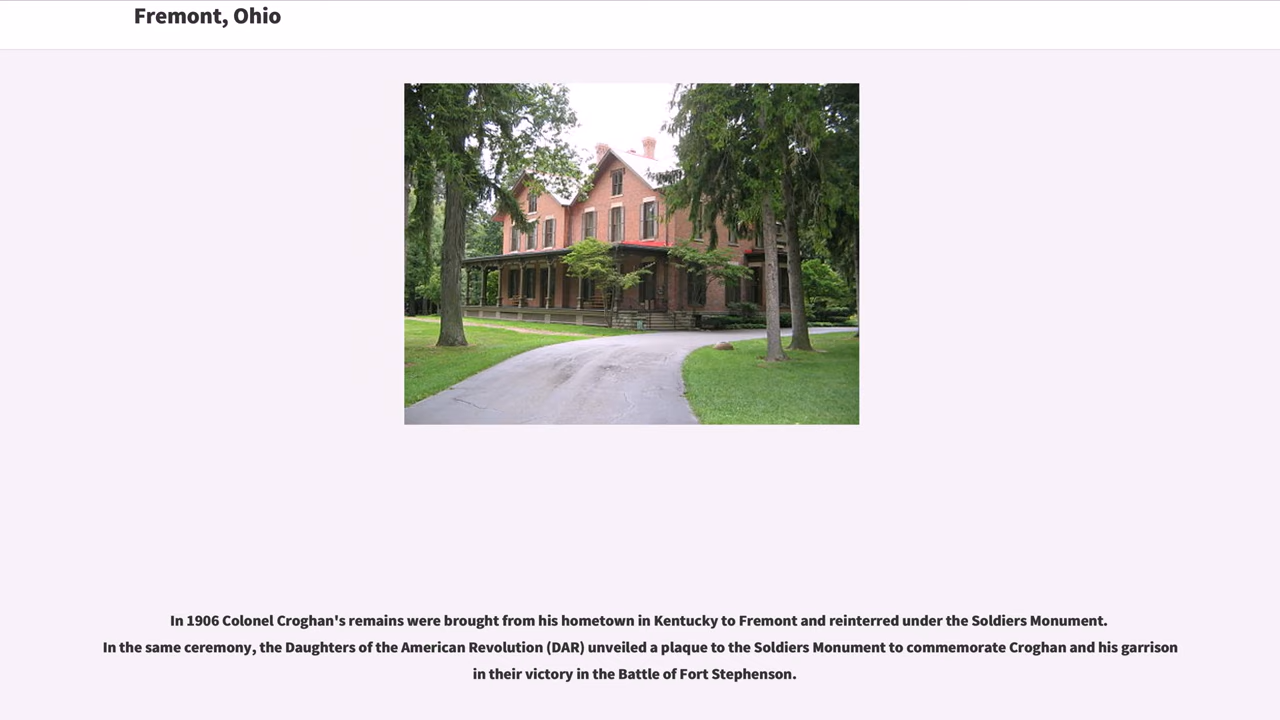 Fremont, Ohio
In 1906 Colonel Croghan's remains were brought from his hometown in Kentucky to Fremont and reinterred under the Soldiers Monument.
In the same ceremony, the Daughters of the American Revolution (DAR) unveiled a plaque to the Soldiers Monument to commemorate Croghan and his garrison
in their victory in the Battle of Fort Stephenson.